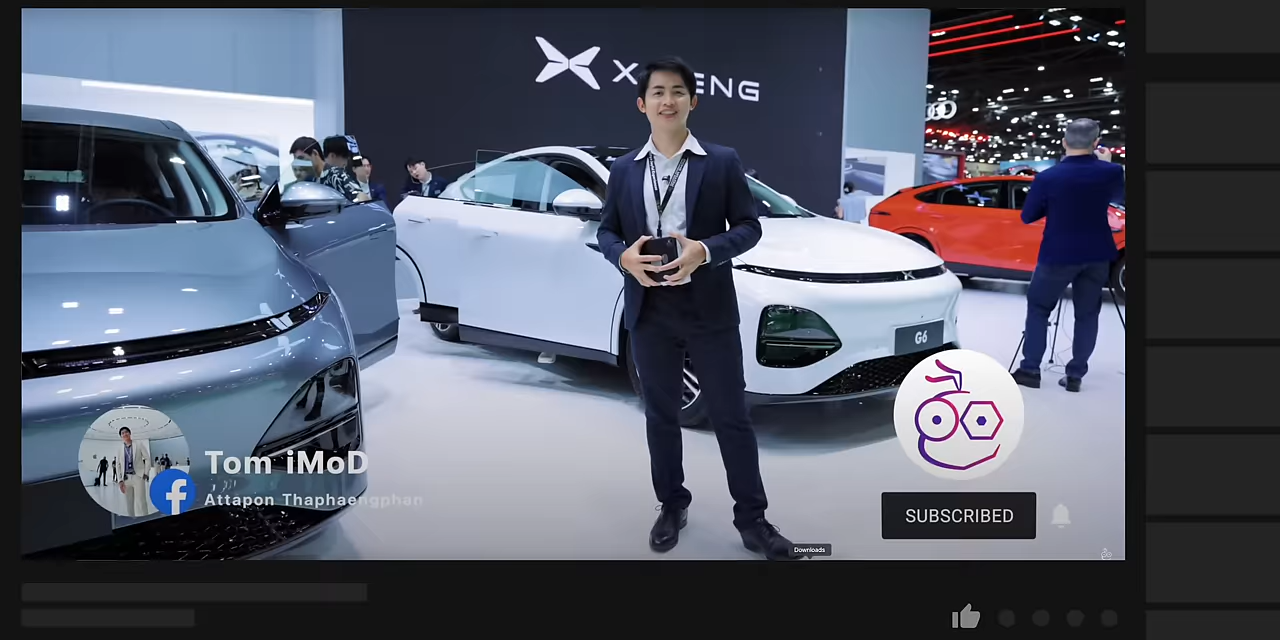 XPENG
G6
Tom iMoD
Attapon Thaphaengphan
SUBSCRIBED
Downloads